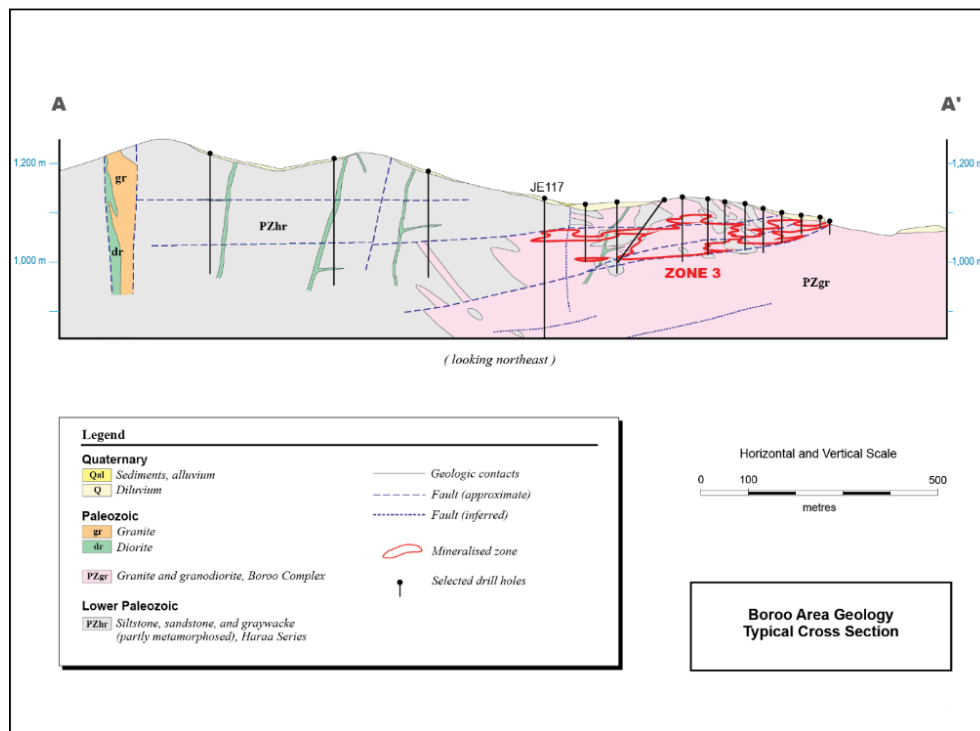 A
A'
1,200 m
1,200 m
gr
JE117
PZhr
dr
1,000 m
1,000 m
ZONE 3
PZgr
( looking northeast )
Legend
Quaternary
Qal Sediments, alluvium
Q Diluvium
Paleozoic
gr Granite
dr Diorite
PZgr Granite and granodiorite, Boroo Complex
Lower Paleozoic
PZhr Siltstone, sandstone, and graywacke
(partly metamorphosed), Haraa Series
Geologic contacts
Fault (approximate)
Fault (inferred)
Mineralised zone
Selected drill holes
Horizontal and Vertical Scale
0 100 300 500
metres
Boroo Area Geology
Typical Cross Section